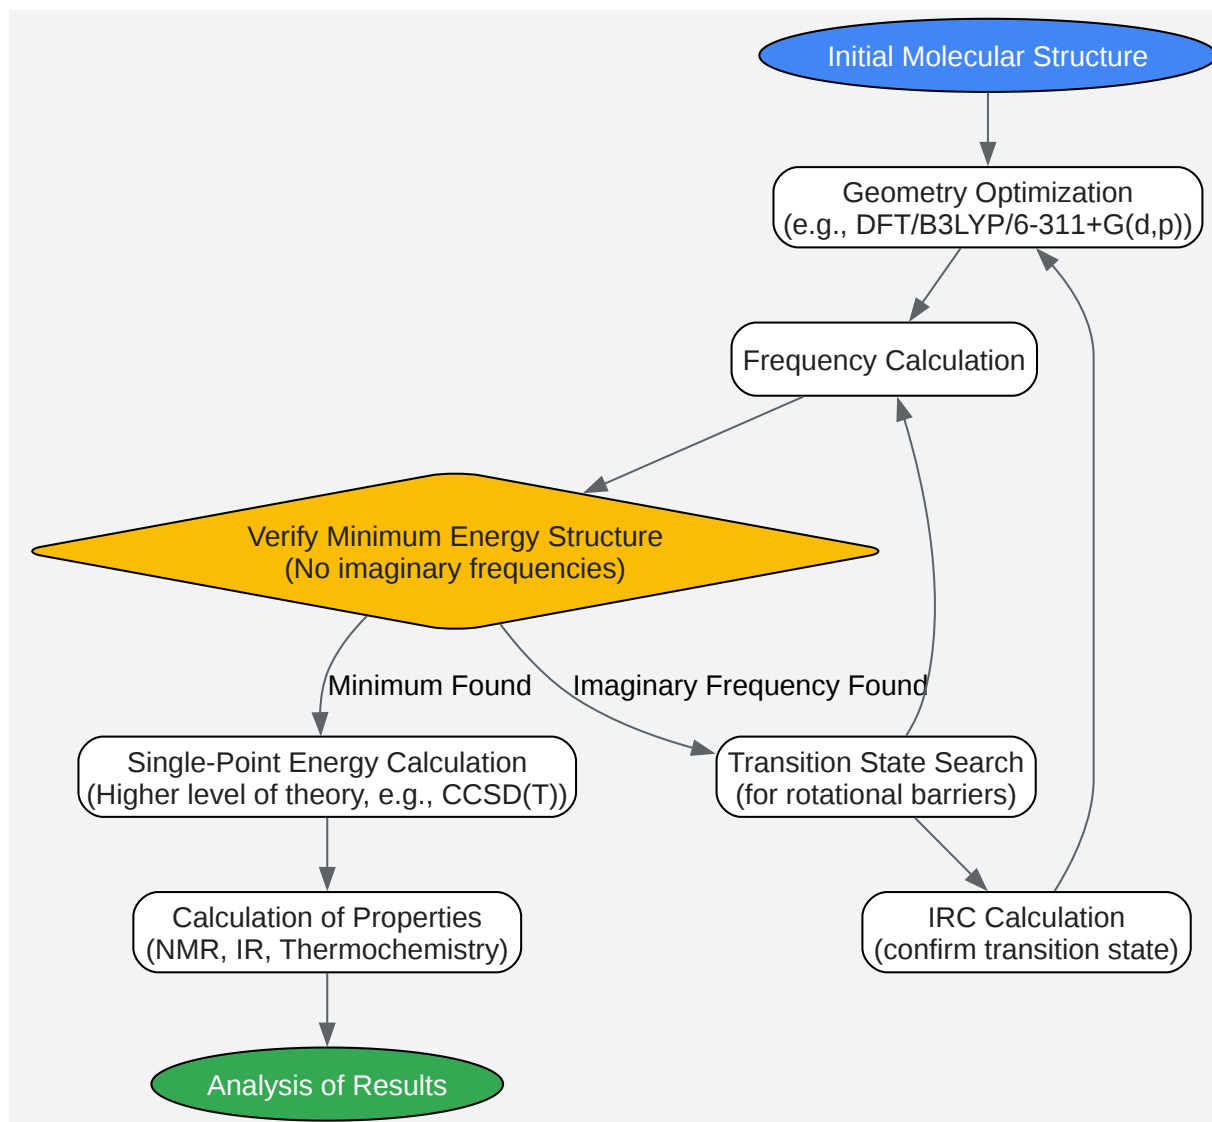 Initial Molecular Structure
Geometry Optimization
(e.g., DFT/B3LYP/6-311+G(d,p))
Frequency Calculation
Verify Minimum Energy Structure
(No imaginary frequencies)
Minimum Found
Imaginary Frequency Found
Single-Point Energy Calculation
(Higher level of theory, e.g., CCSD(T))
Transition State Search
(for rotational barriers)
Calculation of Properties
(NMR, IR, Thermochemistry)
IRC Calculation
(confirm transition state)
Analysis of Results